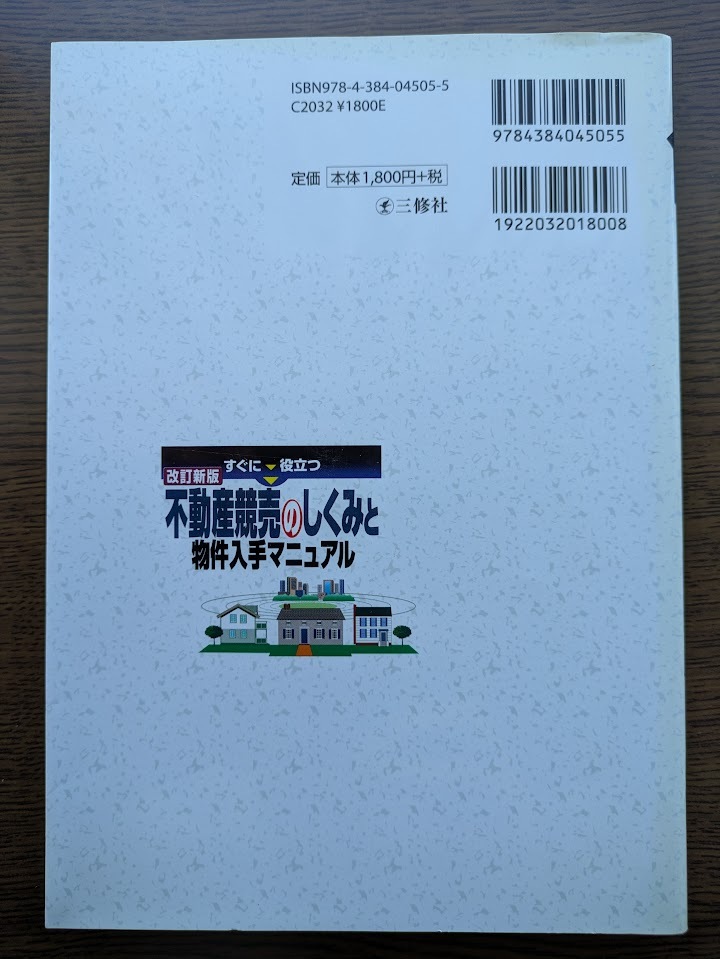 ISBN978-4-384-04505-5
C2032 ¥1800E
9784384045055
定価 本体1,800円+税
三修社
1922032018008
すぐに役立つ
改訂新版
不動産競売のしくみと
物件入手マニュアル